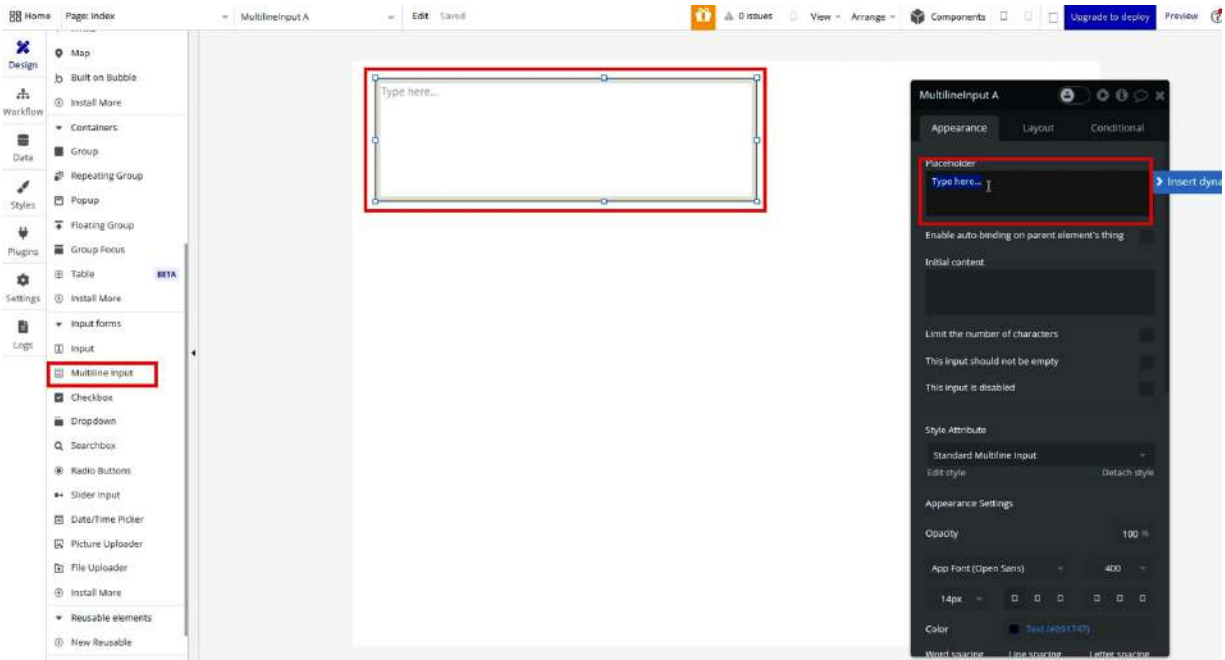 Home Page: index MultilineInput A Edit Saved 0 issues View Arrange Components Upgrade to deploy Preview
Design
Workflow
Data
Styles
Plugins
Settings
Logs
Map
Built on Bubble
Install More
Containers
Group
Repeating Group
Popup
Floating Group
Group Focus
Table BETA
Install More
Input forms
Input
Multiline Input
Checkbox
Dropdown
Searchbox
Radio Buttons
Slider Input
Date/Time Picker
Picture Uploader
File Uploader
Install More
Reusable elements
New Reusable
Type here...
MultilineInput A
Appearance Layout Conditional
Placeholder
Type here...
Insert dyna
Enable auto-binding on parent element's thing
Initial content
Limit the number of characters
This input should not be empty
This input is disabled
Style Attribute
Standard Multiline Input
Edit style Detach style
Appearance Settings
Opacity 100 %
App Font (Open Sans) 400
14px
Color Text (#091747)
Word spacing Line spacing Letter spacing